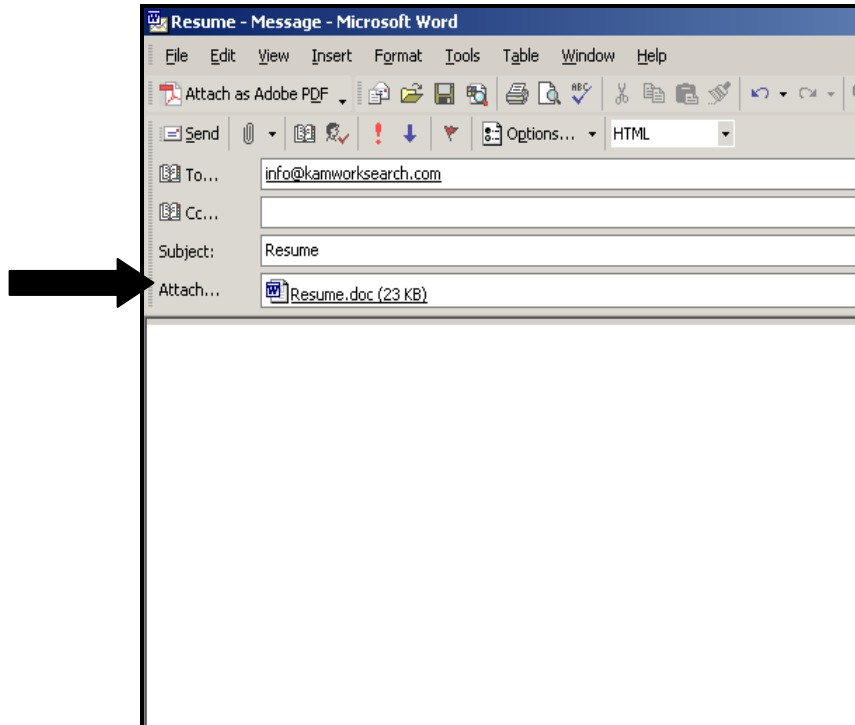 Resume - Message - Microsoft Word
File Edit View Insert Format Tools Table Window Help
Attach as Adobe PDF ABC
Send Options... HTML
To... info@kamworksearch.com
Cc...
Subject: Resume
Attach... Resume.doc (23 KB)